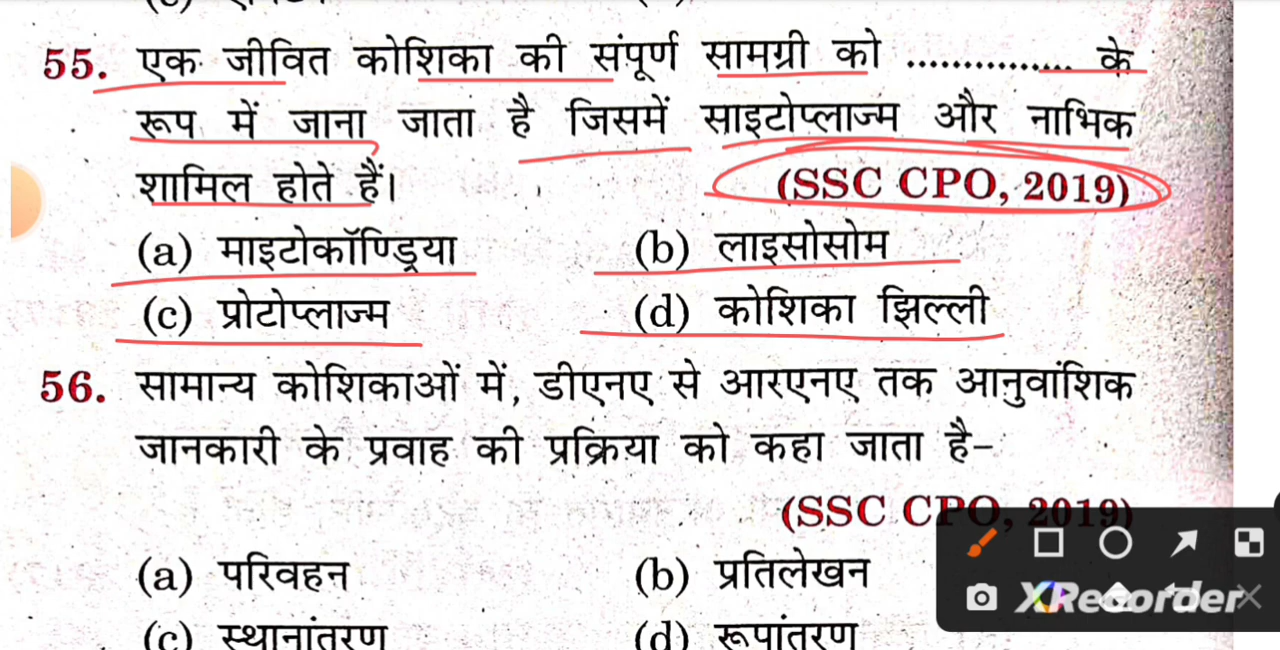 55. एक जीवित कोशिका की संपूर्ण सामग्री को ............... के
रूप में जाना जाता है जिसमें साइटोप्लाज्म और नाभिक
शामिल होते हैं।
(SSC CPO, 2019)
(a) माइटोकॉण्ड्रिया (b) लाइसोसोम
(c) प्रोटोप्लाज्म (d) कोशिका झिल्ली
56. सामान्य कोशिकाओं में, डीएनए से आरएनए तक आनुवांशिक
जानकारी के प्रवाह की प्रक्रिया को कहा जाता है–
(SSC CPO, 2019)
(a) परिवहन (b) प्रतिलेखन
(c) स्थानांतरण (d) रूपांतरण
XRecorder